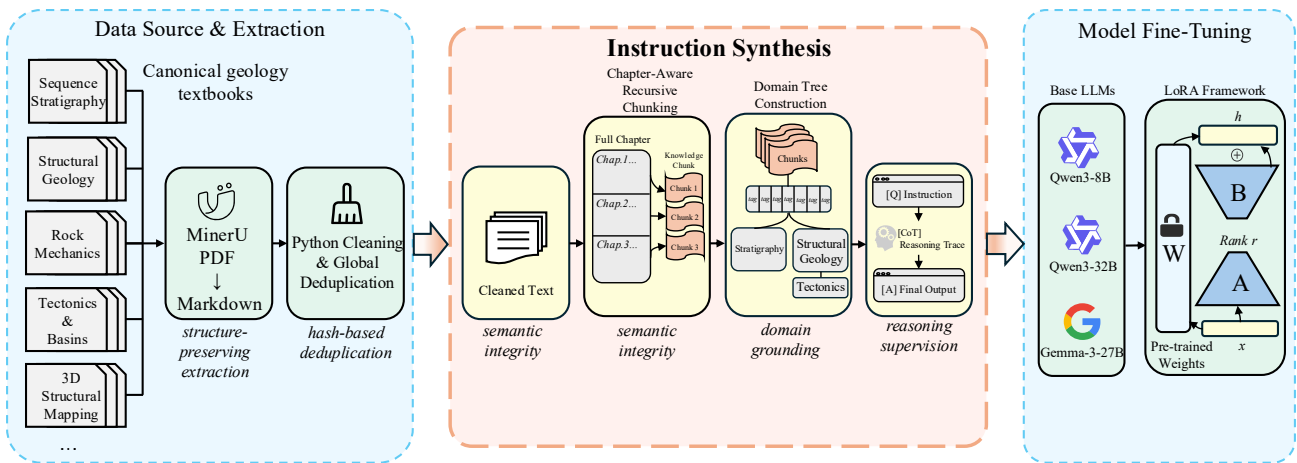 Data Source & Extraction
Canonical geology
textbooks
Sequence
Stratigraphy
Structural
Geology
Rock
Mechanics
Tectonics
&
Basins
3D
Structural
Mapping
...
MinerU
PDF
↓
Markdown
structure-
preserving
extraction
Python Cleaning
& Global
Deduplication
hash-based
deduplication
Instruction Synthesis
Cleaned Text
semantic
integrity
Chapter-Aware
Recursive
Chunking
Full Chapter
Chap.1...
Chap.2...
Chap.3...
Knowledge
Chunk
Chunk 1
Chunk 2
Chunk 3
semantic
integrity
Domain Tree
Construction
Chunks
tag tag tag tag tag tag tag
Stratigraphy
Structural
Geology
Tectonics
domain
grounding
[Q] Instruction
[CoT]
Reasoning Trace
[A] Final Output
reasoning
supervision
Model Fine-Tuning
Base LLMs
Qwen3-8B
Qwen3-32B
Gemma-3-27B
LoRA Framework
h
⊕
B
W
Rank r
A
x
Pre-trained
Weights